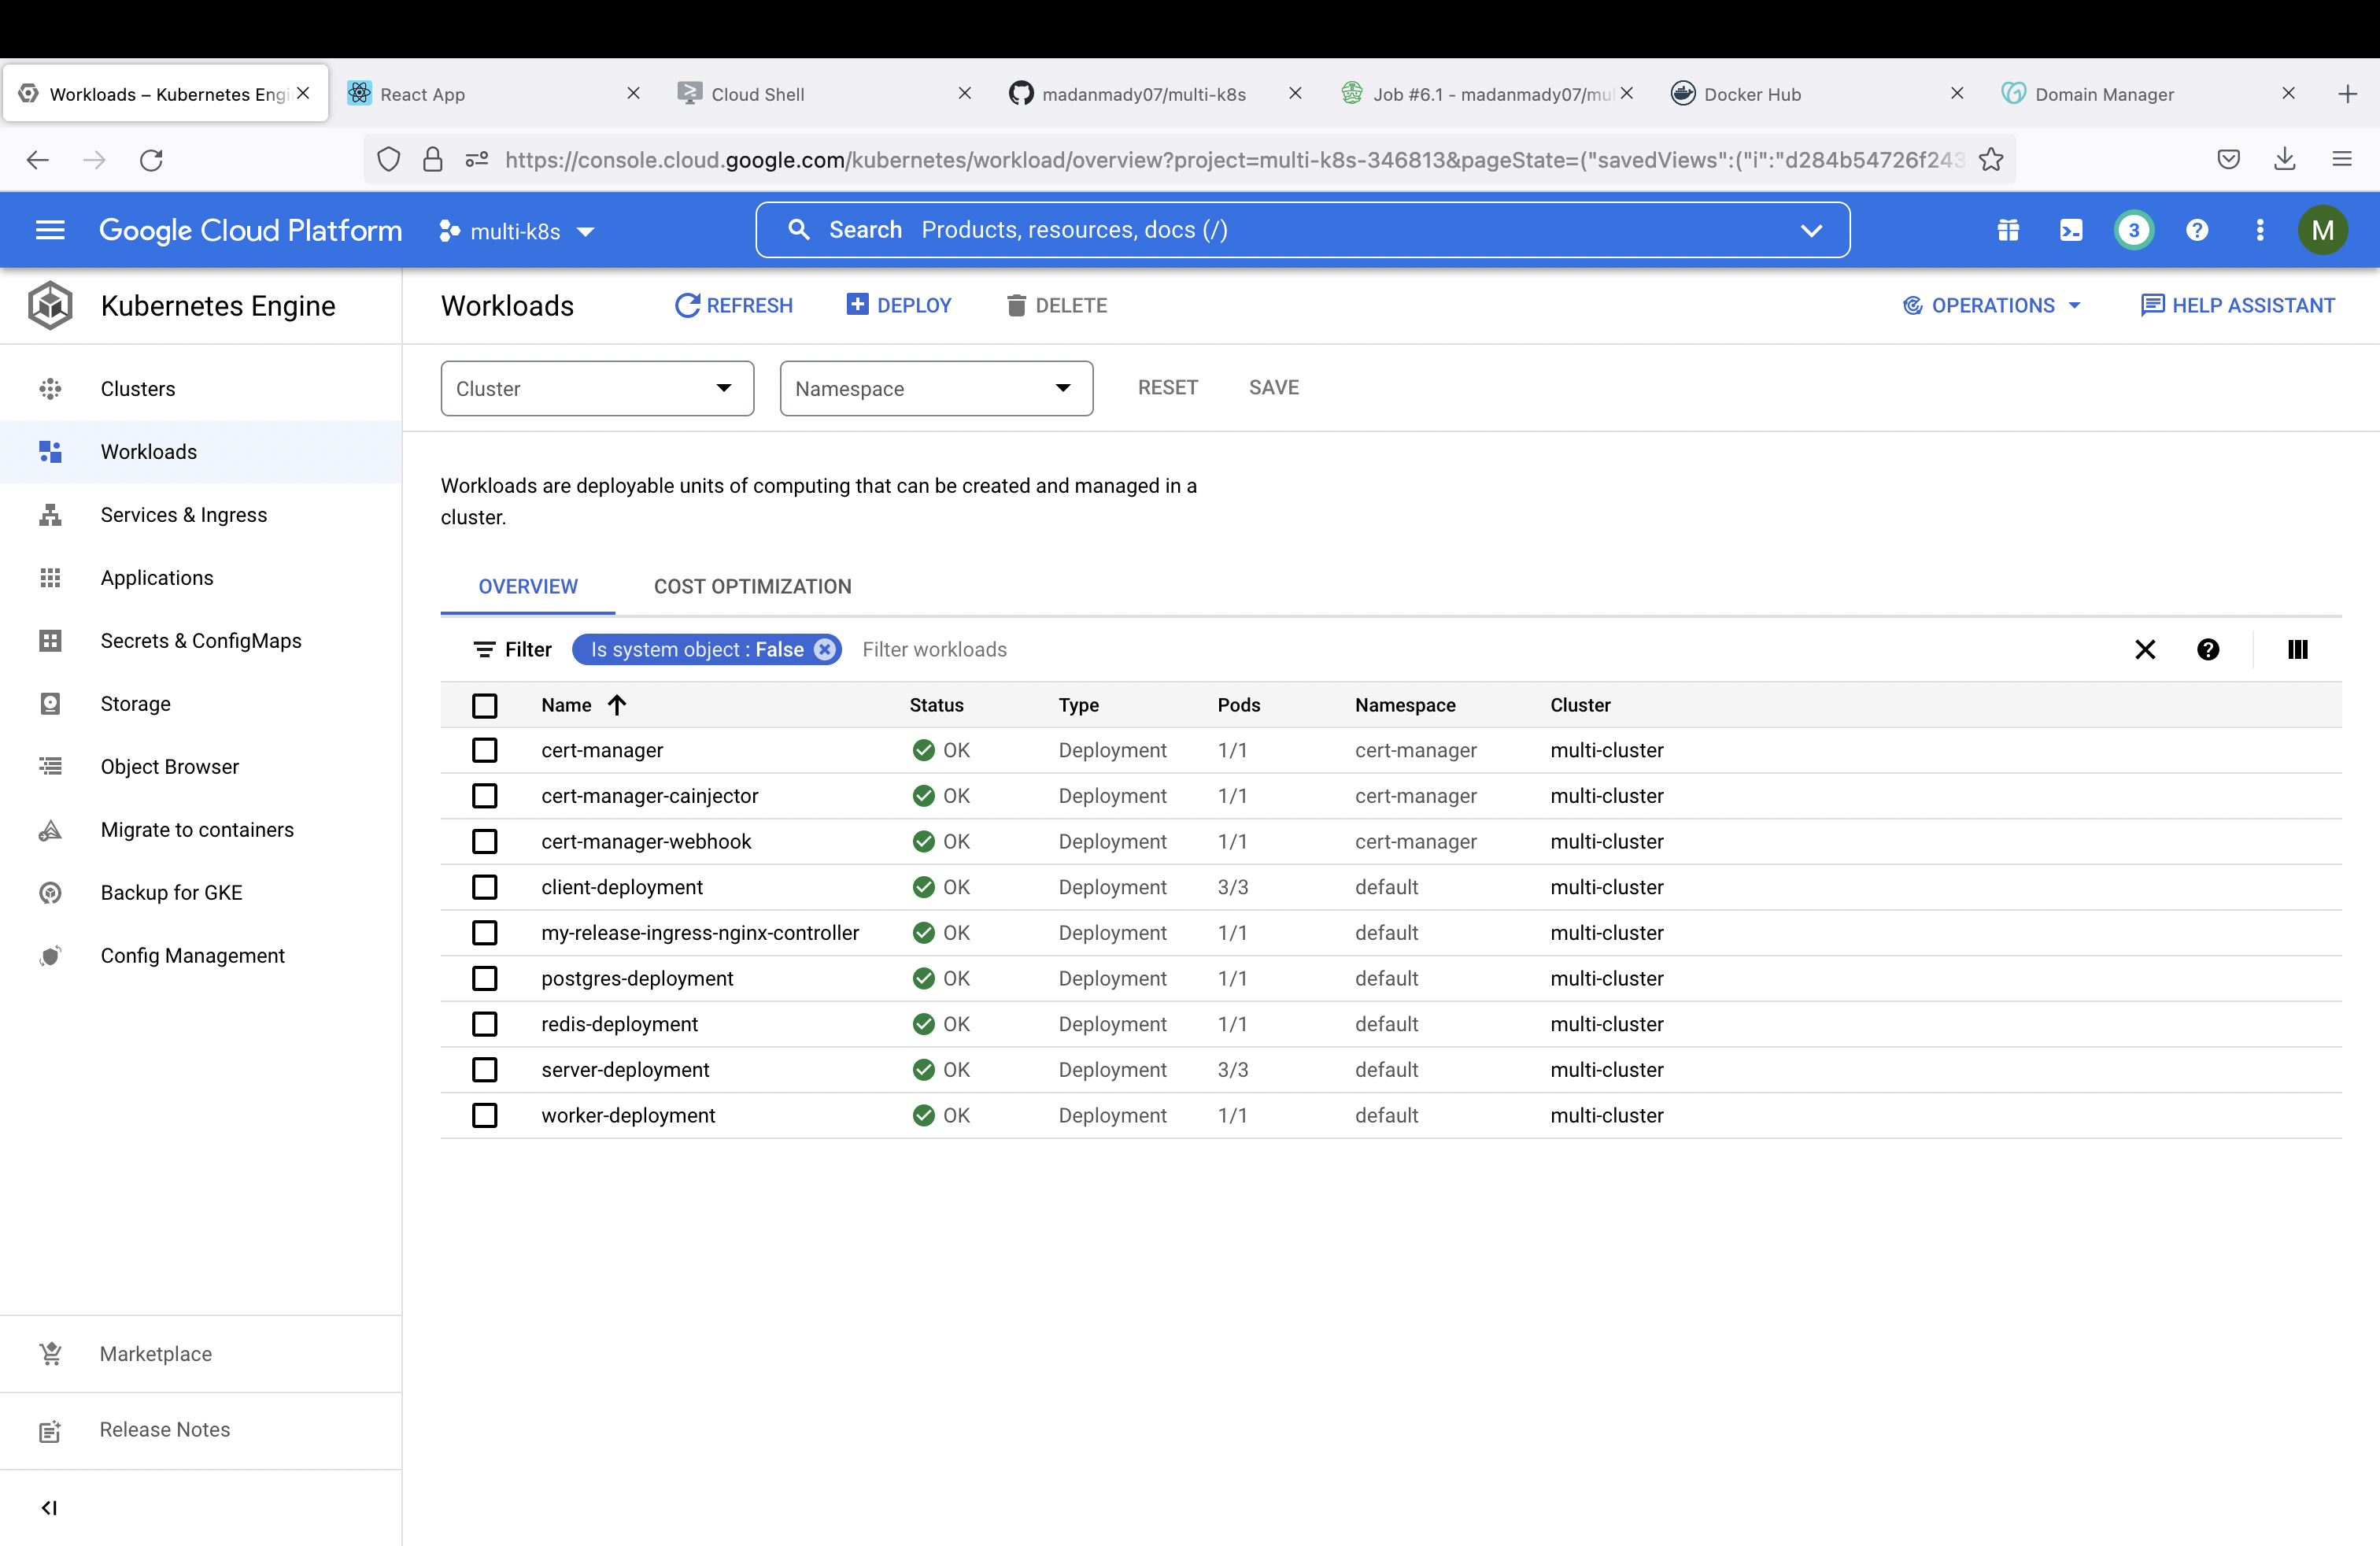 Workloads – Kubernetes Engi
React App
Cloud Shell
madanmady07/multi-k8s
Job #6.1 - madanmady07/mul
Docker Hub
Domain Manager
https://console.cloud.google.com/kubernetes/workload/overview?project=multi-k8s-346813&pageState=("savedViews":("i":"d284b54726f243
Google Cloud Platform
multi-k8s
Search Products, resources, docs (/)
3
?
M
Kubernetes Engine
Workloads
REFRESH
DEPLOY
DELETE
OPERATIONS
HELP ASSISTANT
Clusters
Workloads
Services & Ingress
Applications
Secrets & ConfigMaps
Storage
Object Browser
Migrate to containers
Backup for GKE
Config Management
Marketplace
Release Notes
Cluster
Namespace
RESET
SAVE
Workloads are deployable units of computing that can be created and managed in a
cluster.
OVERVIEW
COST OPTIMIZATION
Filter Is system object : False Filter workloads
?
Name Status Type Pods Namespace Cluster
cert-manager OK Deployment 1/1 cert-manager multi-cluster
cert-manager-cainjector OK Deployment 1/1 cert-manager multi-cluster
cert-manager-webhook OK Deployment 1/1 cert-manager multi-cluster
client-deployment OK Deployment 3/3 default multi-cluster
my-release-ingress-nginx-controller OK Deployment 1/1 default multi-cluster
postgres-deployment OK Deployment 1/1 default multi-cluster
redis-deployment OK Deployment 1/1 default multi-cluster
server-deployment OK Deployment 3/3 default multi-cluster
worker-deployment OK Deployment 1/1 default multi-cluster